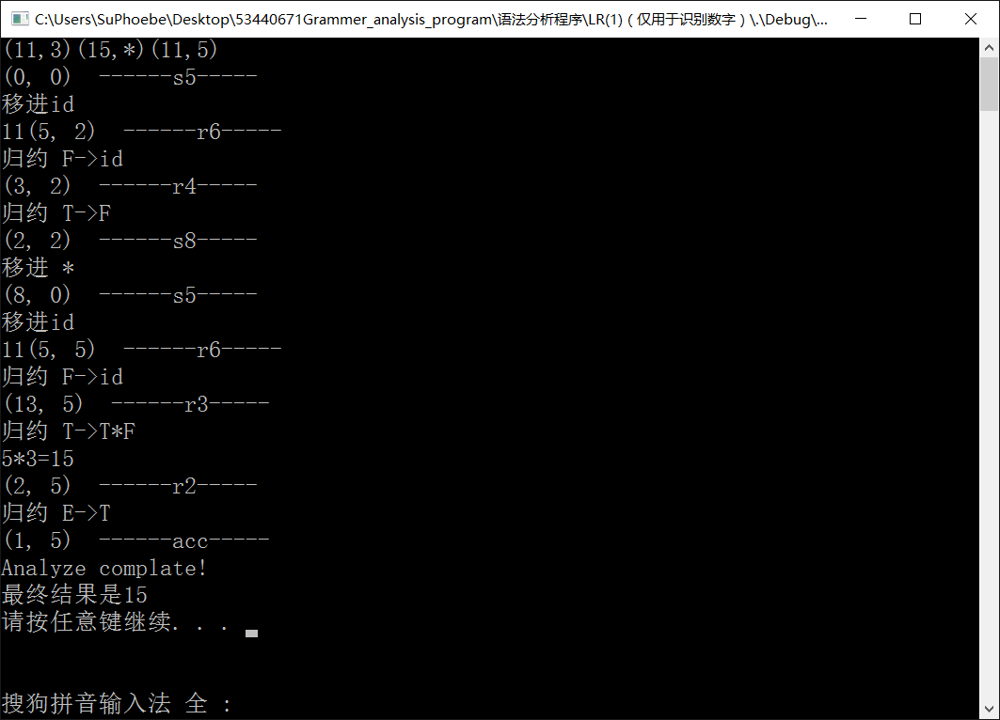 C:\Users\SuPhoebe\Desktop\53440671Grammer_analysis_program\语法分析程序\LR(1)（仅用于识别数字）\.\Debug\...
(11,3)(15,*)(11,5)
(0, 0)  ------s5-----
移进id
11(5, 2)  ------r6-----
归约 F->id
(3, 2)  ------r4-----
归约 T->F
(2, 2)  ------s8-----
移进 *
(8, 0)  ------s5-----
移进id
11(5, 5)  ------r6-----
归约 F->id
(13, 5)  ------r3-----
归约 T->T*F
5*3=15
(2, 5)  ------r2-----
归约 E->T
(1, 5)  ------acc-----
Analyze complate!
最终结果是15
请按任意键继续. . .
搜狗拼音输入法 全 :